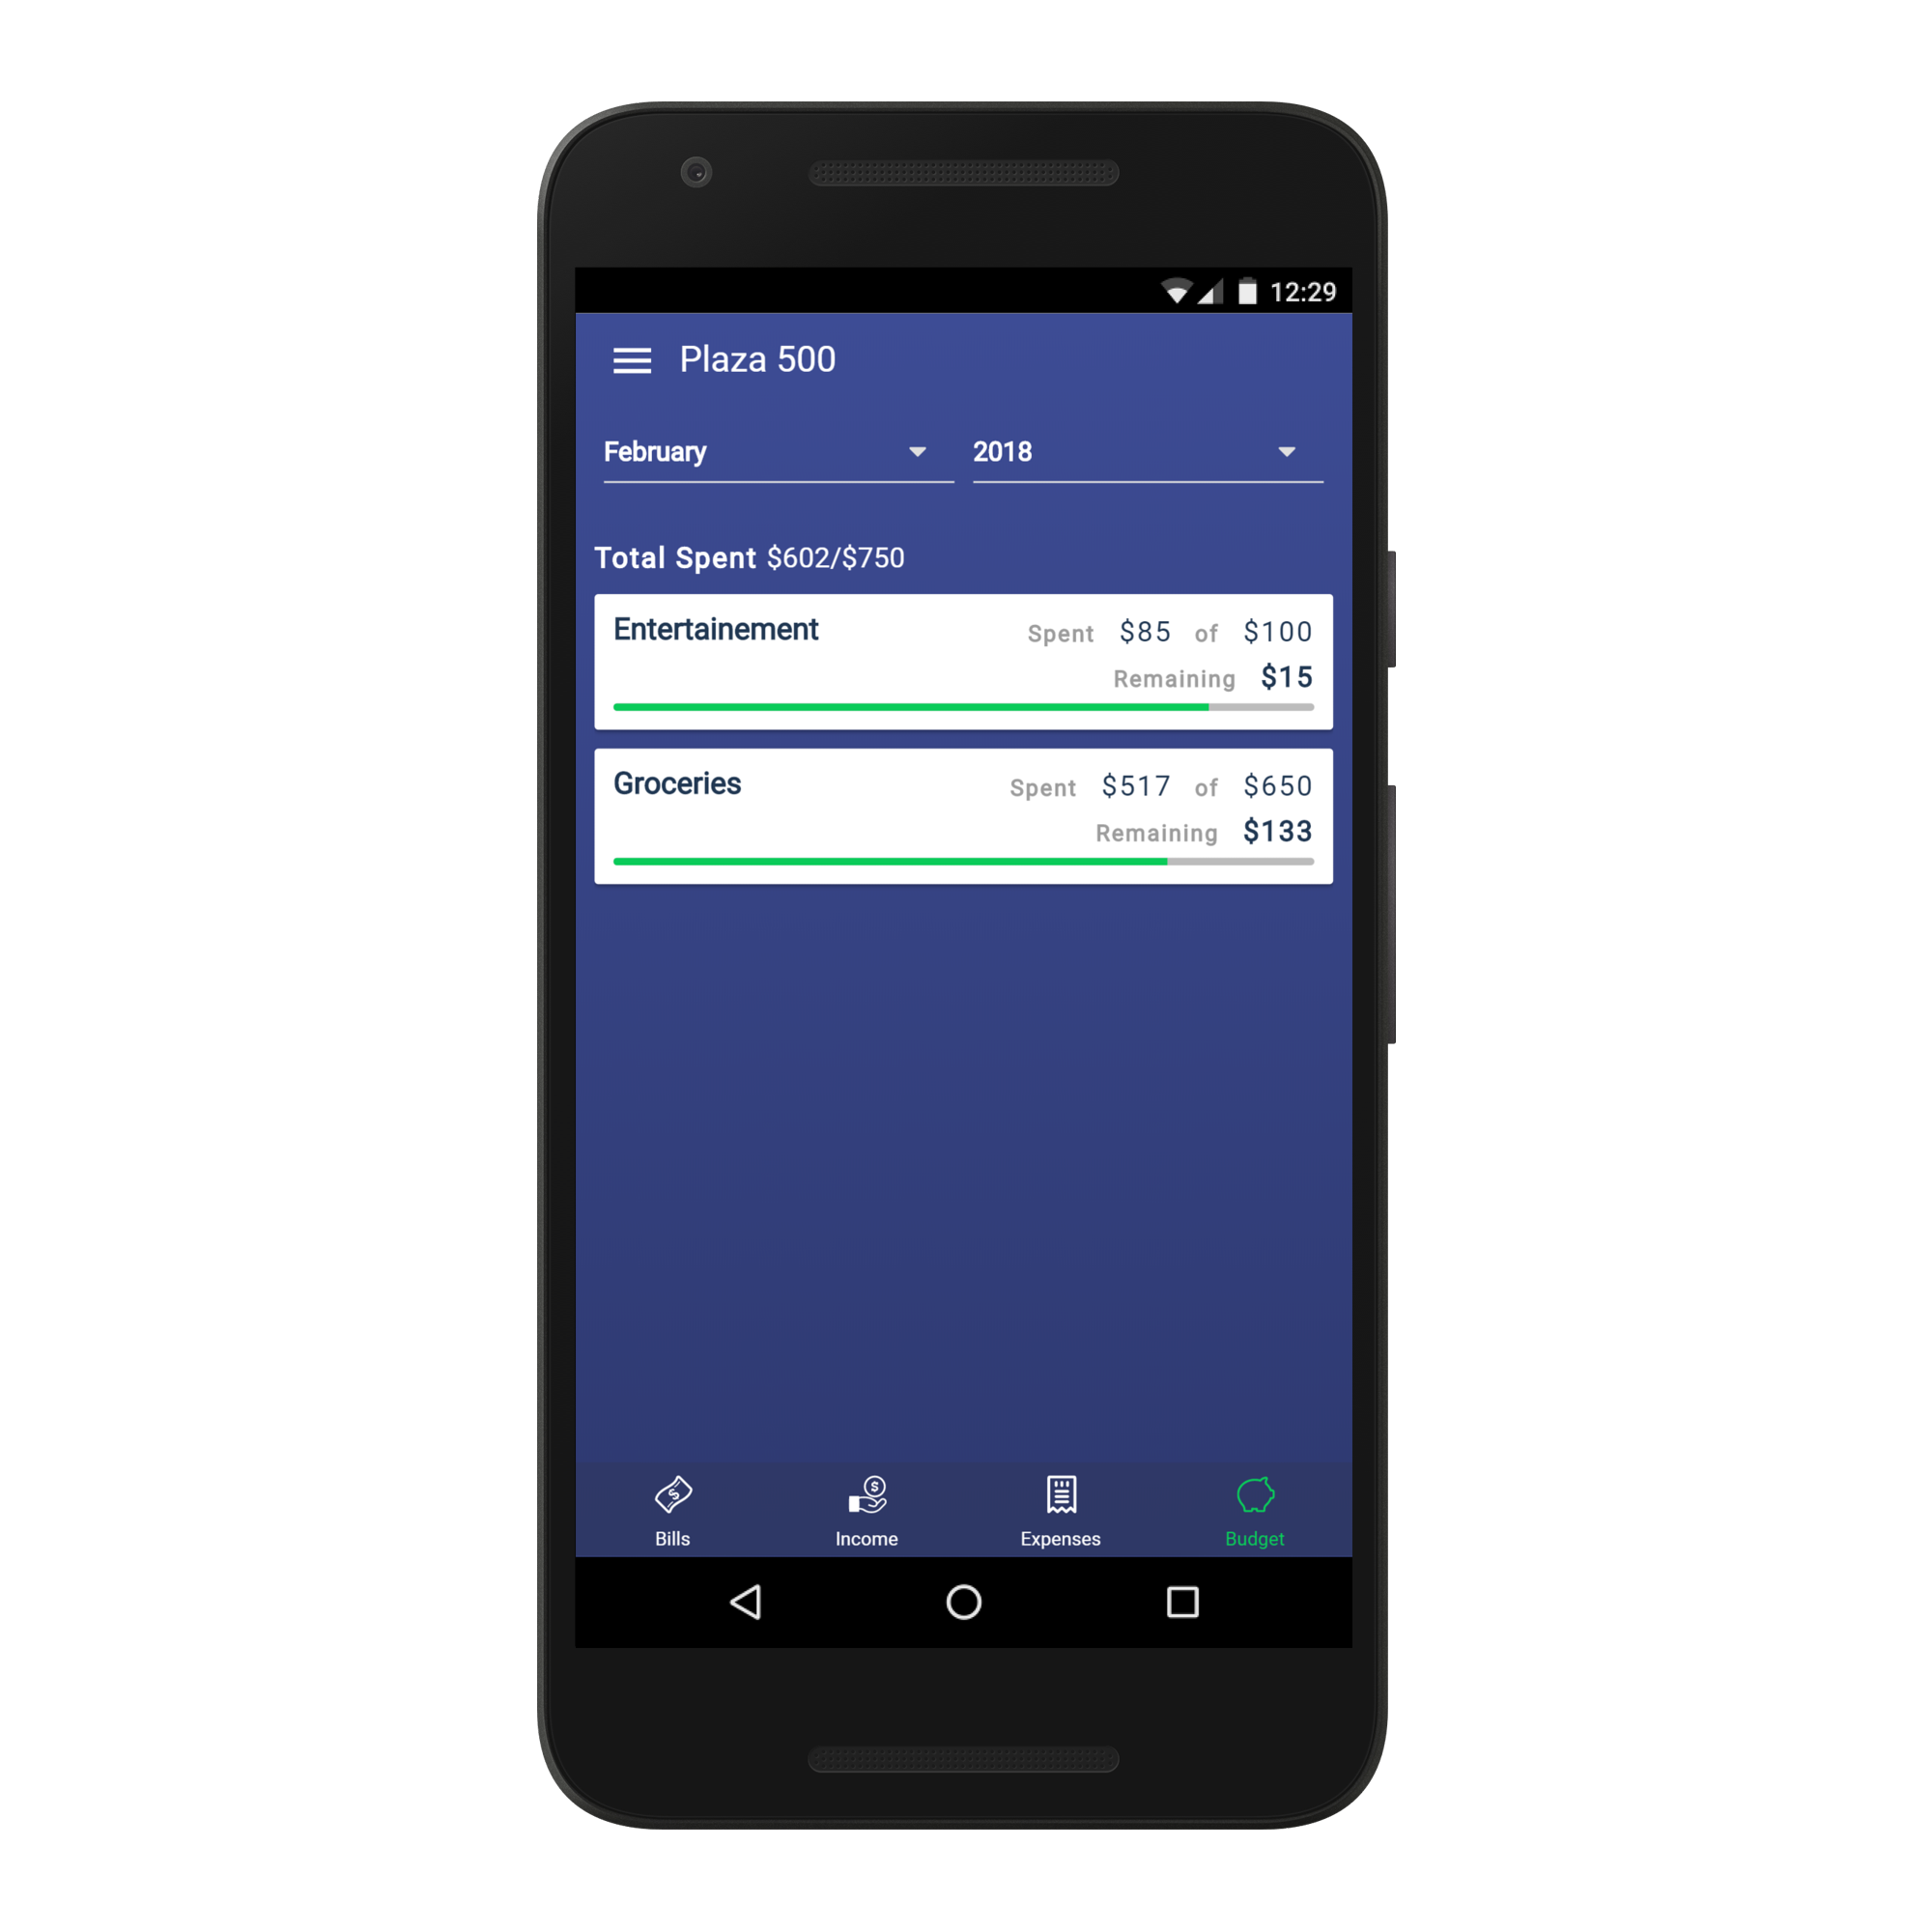 12:29
Plaza 500
February 2018
Total Spent $602/$750
Entertainement Spent $85 of $100
Remaining $15
Groceries Spent $517 of $650
Remaining $133
Bills Income Expenses Budget